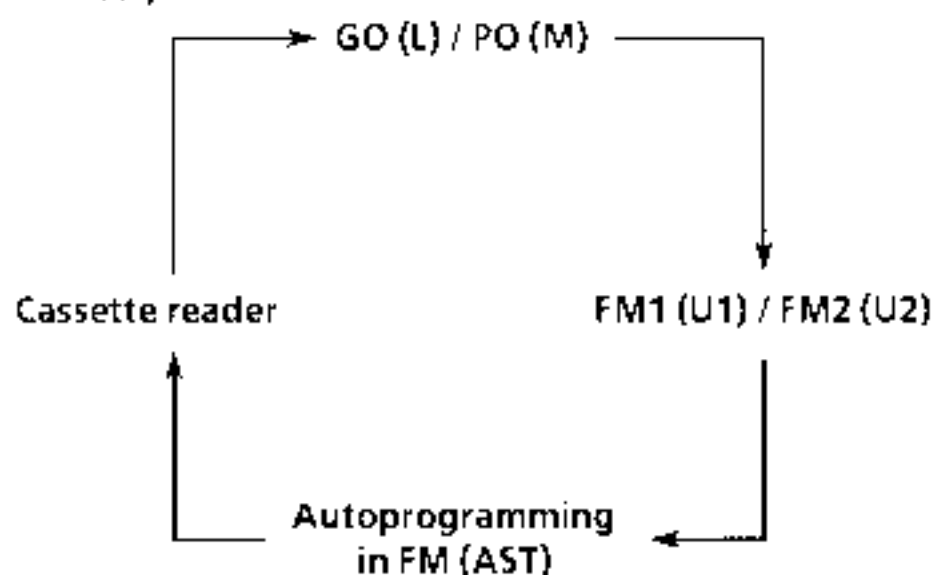 GO (L) / PO (M)
Cassette reader
FM1 (U1) / FM2 (U2)
Autoprogramming
in FM (AST)